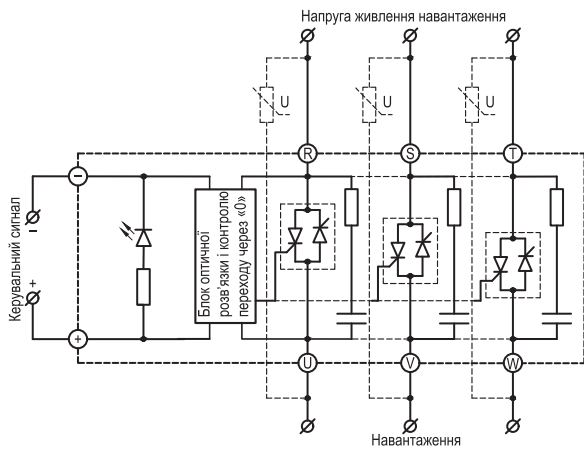 Напруга живлення навантаження
U
U
U
R
S
T
−
Керувальний сигнал
−
+
Блок оптичної
розв'язки і контролю
переходу через «0»
+
U
V
W
Навантаження